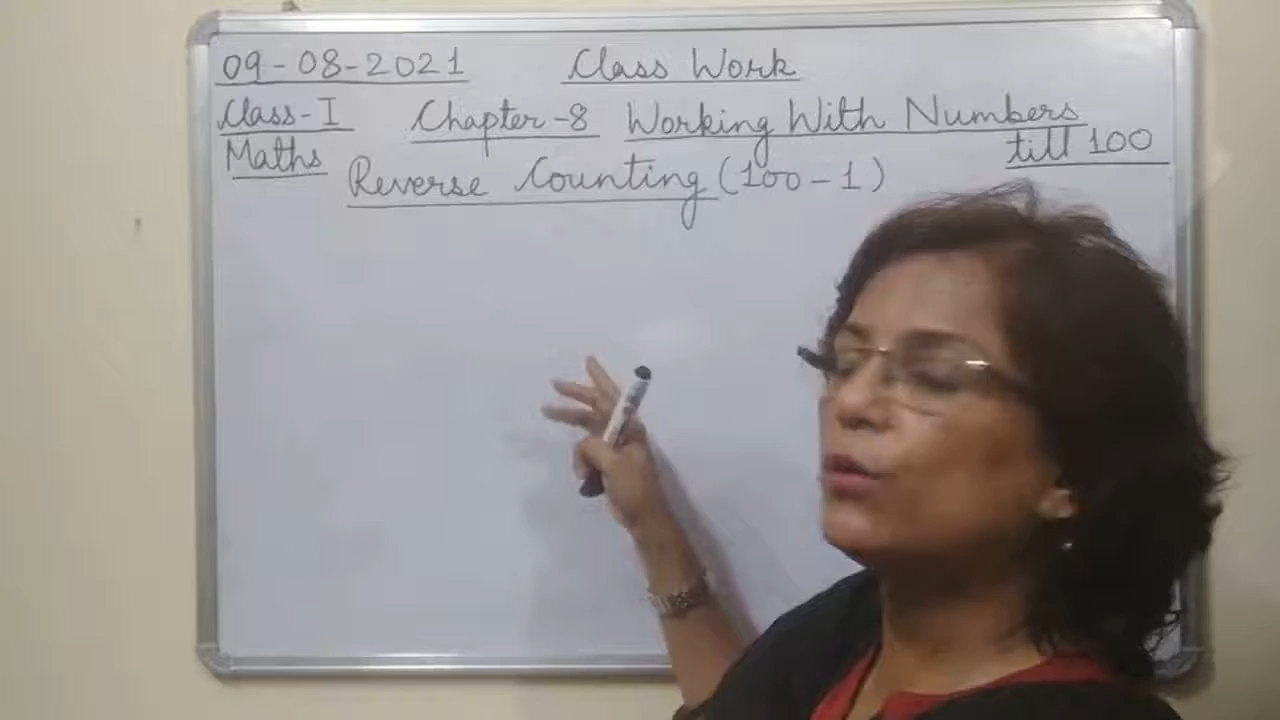 09-08-2021 Class Work
Class-I Chapter-8 Working With Numbers
Maths till 100
Reverse Counting (100-1)